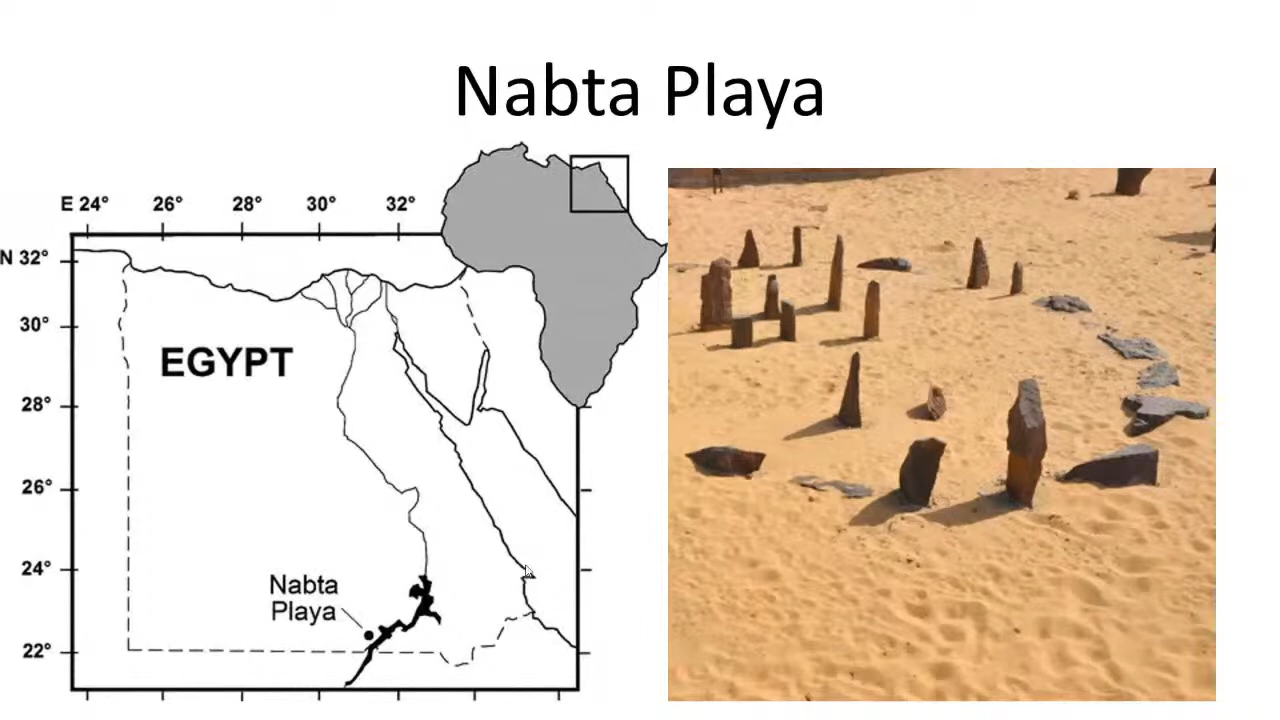 Nabta Playa
E 24° 26° 28° 30° 32°
N 32°
30°
EGYPT
28°
26°
24°
Nabta
Playa
22°